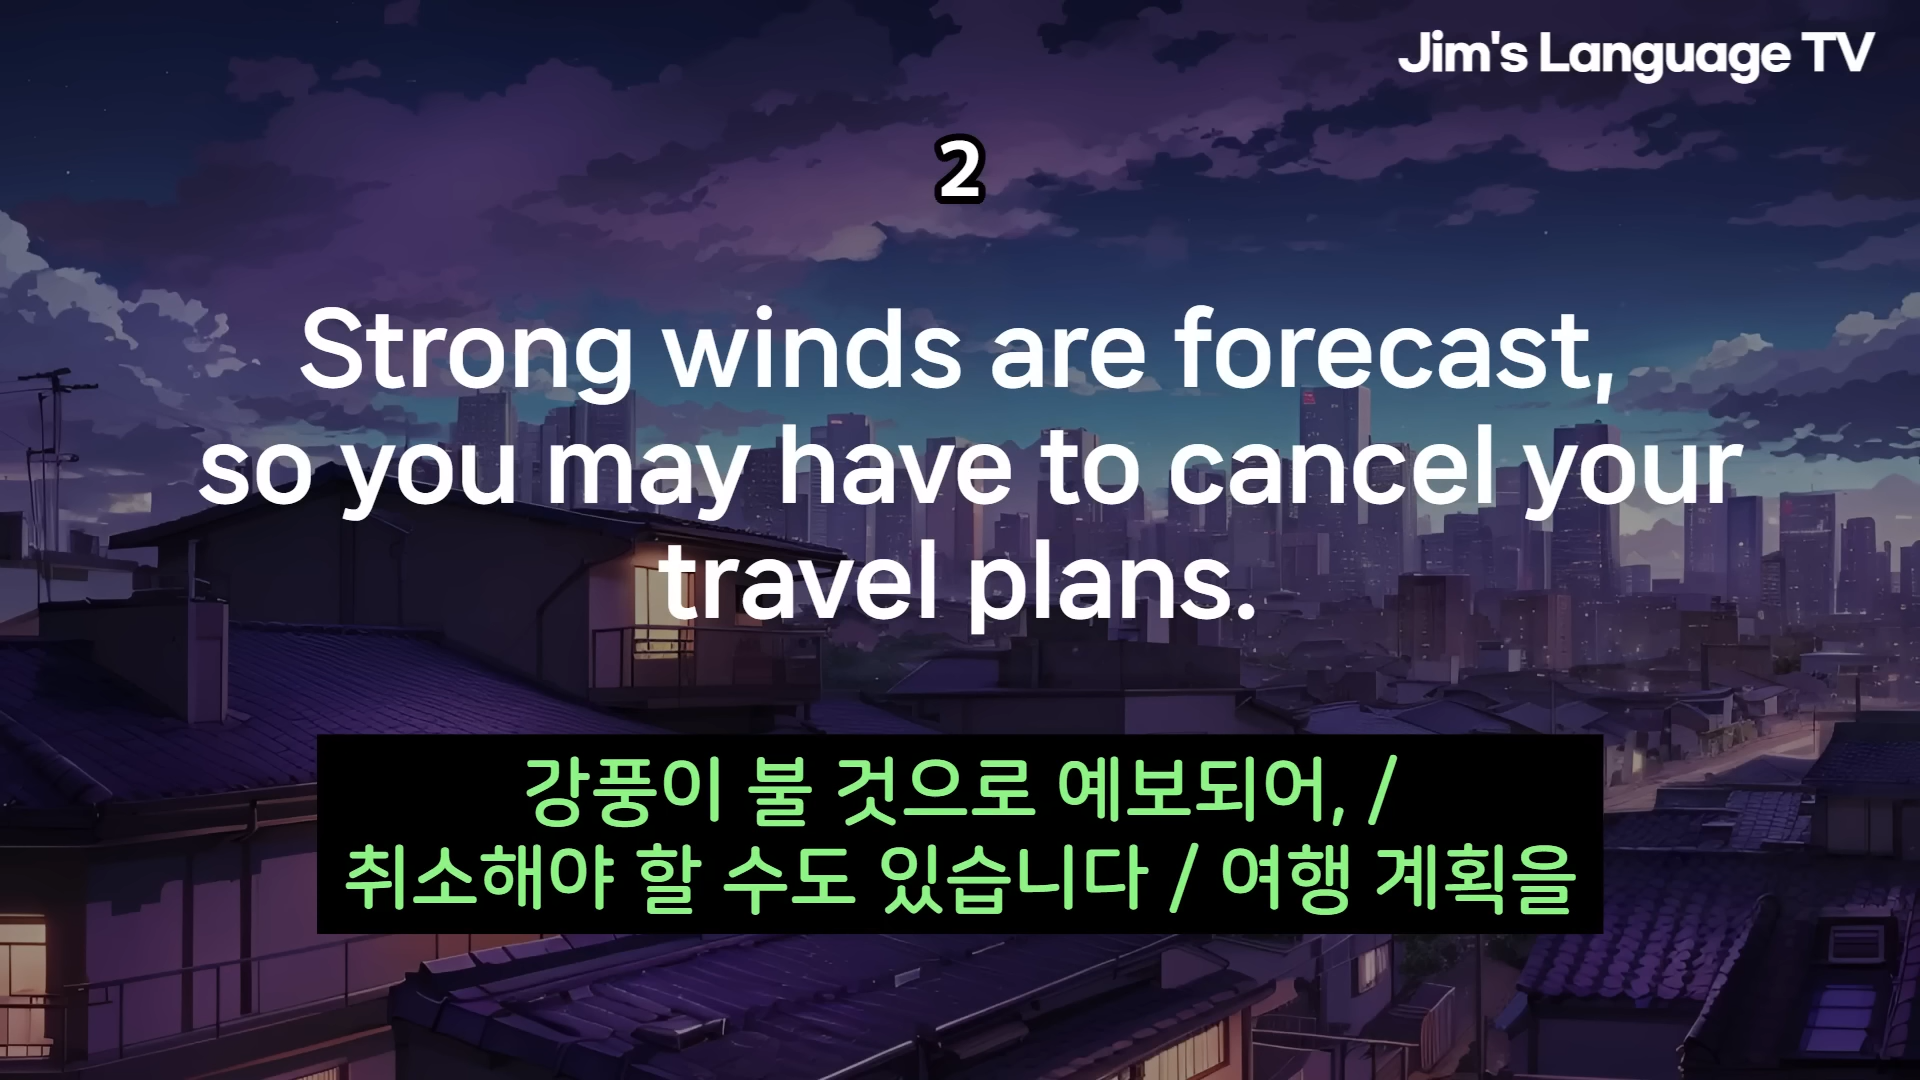 Jim's Language TV
2
Strong winds are forecast,
so you may have to cancel your
travel plans.
강풍이 불 것으로 예보되어, /
취소해야 할 수도 있습니다 / 여행 계획을